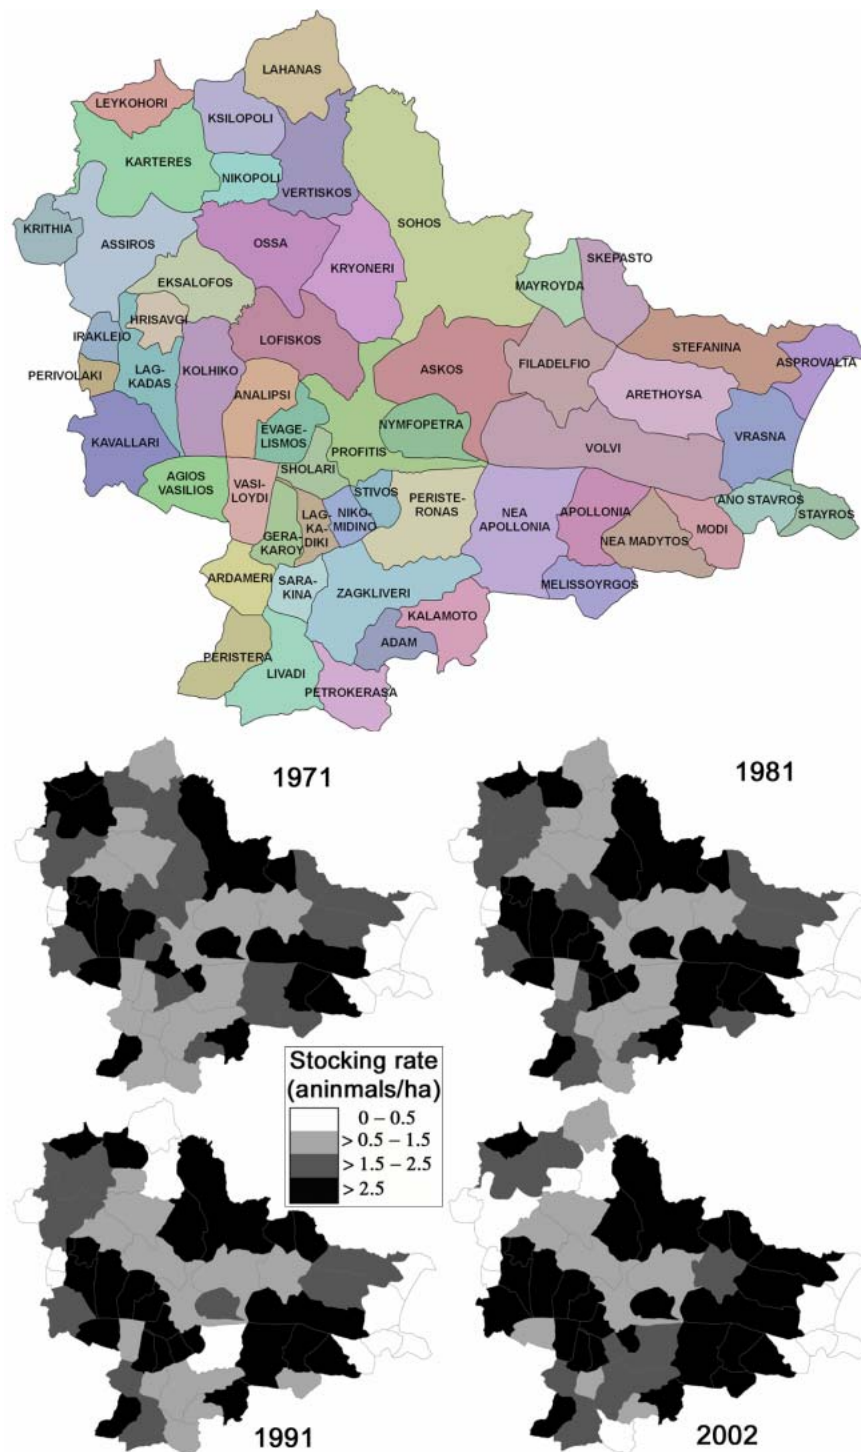 LAHANAS
LEYKOHORI
KSILOPOLI
KARTERES
NIKOPOLI
VERTISKOS
KRITHIA
SOHOS
ASSIROS
OSSA
SKEPASTO
KRYONERI
EKSALOFOS
MAYROYDA
HRISAVGI
IRAKLEIO
LOFISKOS
STEFANINA
PERIVOLAKI
LAG-
KADAS
KOLHIKO
ASKOS
FILADELFIO
ASPROVALTA
ANALIPSI
ARETHOYSA
KAVALLARI
EVAGE-
LISMOS
NYMFOPETRA
PROFITIS
VOLVI
VRASNA
SHOLARI
AGIOS
VASILIOS
VASI-
LOYDI
STIVOS
PERISTE-
RONAS
ANO STAVROS
LAG-
KA-
DIKI
NIKO-
MIDINO
NEA
APOLLONIA
APOLLONIA
STAYROS
GERA-
KAROY
NEA MADYTOS
MODI
ARDAMERI
SARA-
KINA
ZAGKLIVERI
MELISSOYRGOS
KALAMOTO
ADAM
PERISTERA
LIVADI
PETROKERASA
1971
1981
Stocking rate
(aninmals/ha)
0 – 0.5
> 0.5 – 1.5
> 1.5 – 2.5
> 2.5
1991
2002